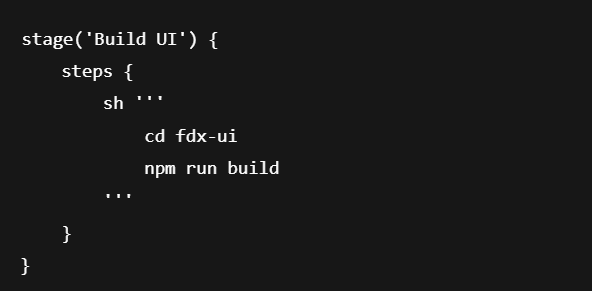 stage('Build UI') {
    steps {
        sh '''
            cd fdx-ui
            npm run build
        '''
    }
}